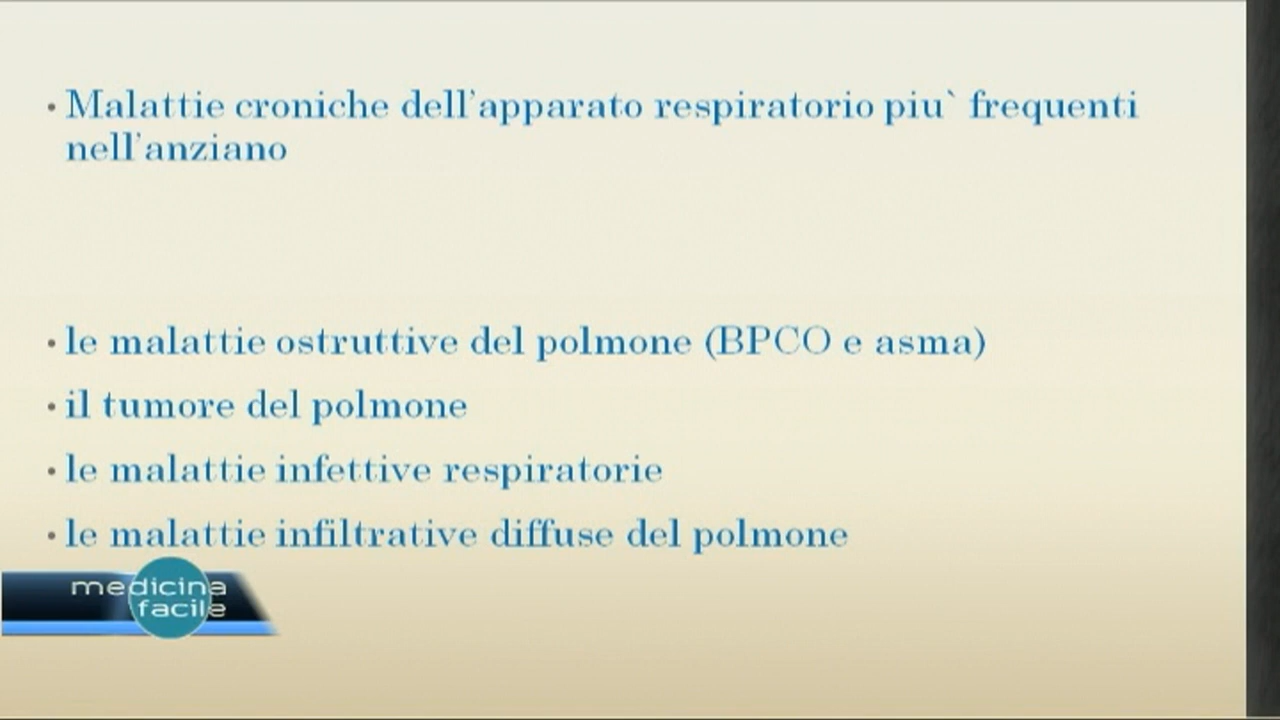 • Malattie croniche dell'apparato respiratorio piu` frequenti
nell'anziano
• le malattie ostruttive del polmone (BPCO e asma)
• il tumore del polmone
• le malattie infettive respiratorie
• le malattie infiltrative diffuse del polmone
medicina
facile